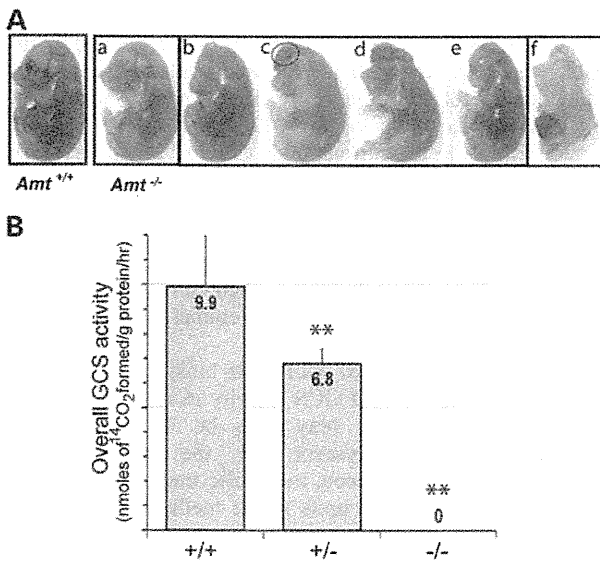 A
a b c d e f
Amt +/+ Amt -/-
B
Overall GCS activity
(nmoles of 14CO2 formed/g protein/hr)
9.9
**
6.8
**
0
+/+ +/- -/-